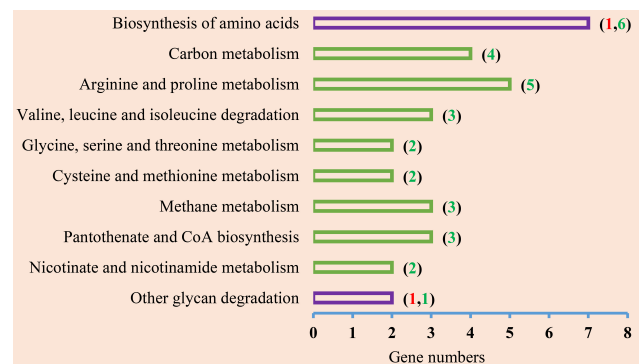 Biosynthesis of amino acids (1,6)
Carbon metabolism (4)
Arginine and proline metabolism (5)
Valine, leucine and isoleucine degradation (3)
Glycine, serine and threonine metabolism (2)
Cysteine and methionine metabolism (2)
Methane metabolism (3)
Pantothenate and CoA biosynthesis (3)
Nicotinate and nicotinamide metabolism (2)
Other glycan degradation (1,1)
0 1 2 3 4 5 6 7 8
Gene numbers